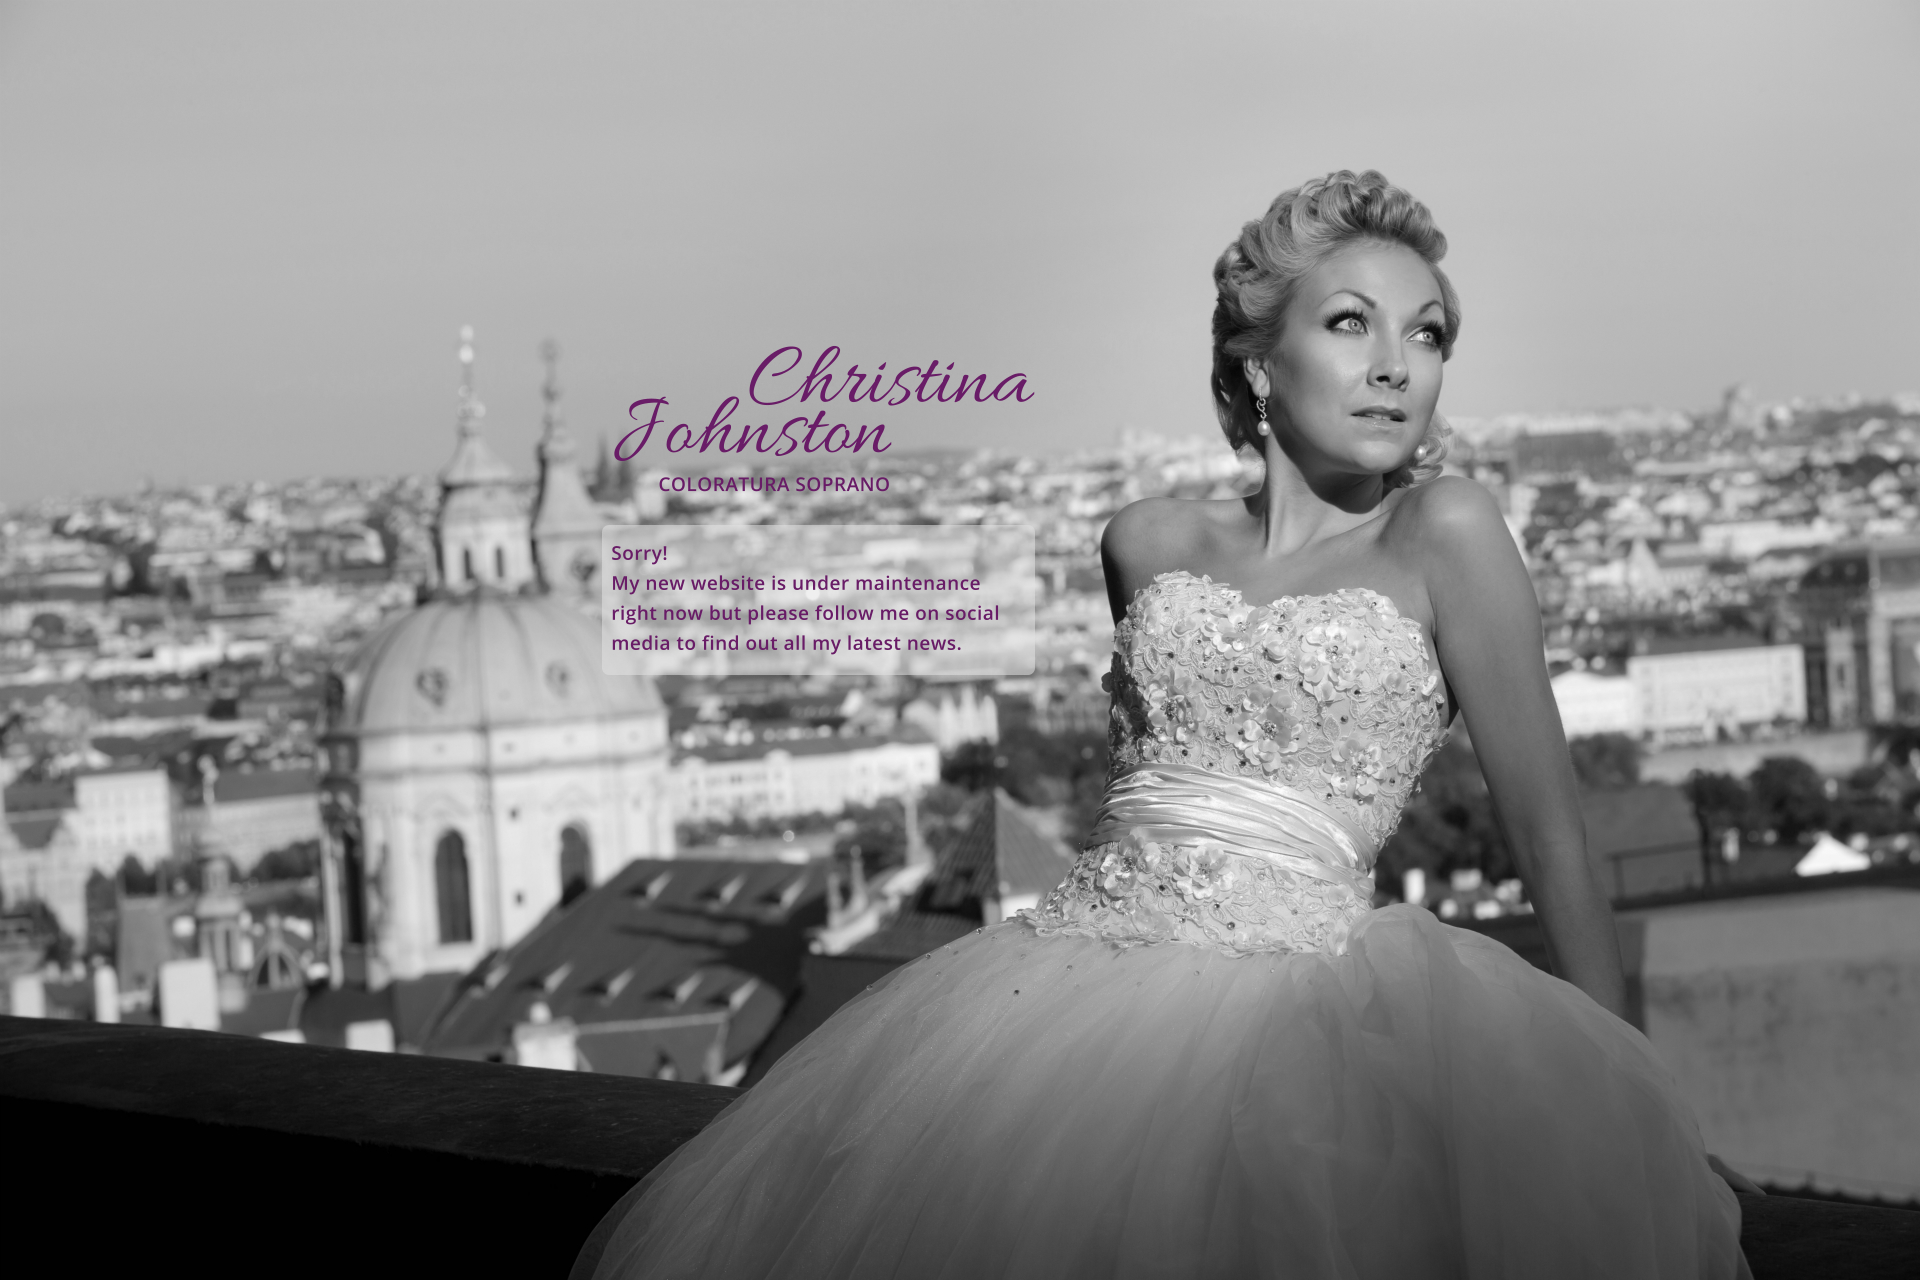 Christina
Johnston
COLORATURA SOPRANO
Sorry!
My new website is under maintenance
right now but please follow me on social
media to find out all my latest news.